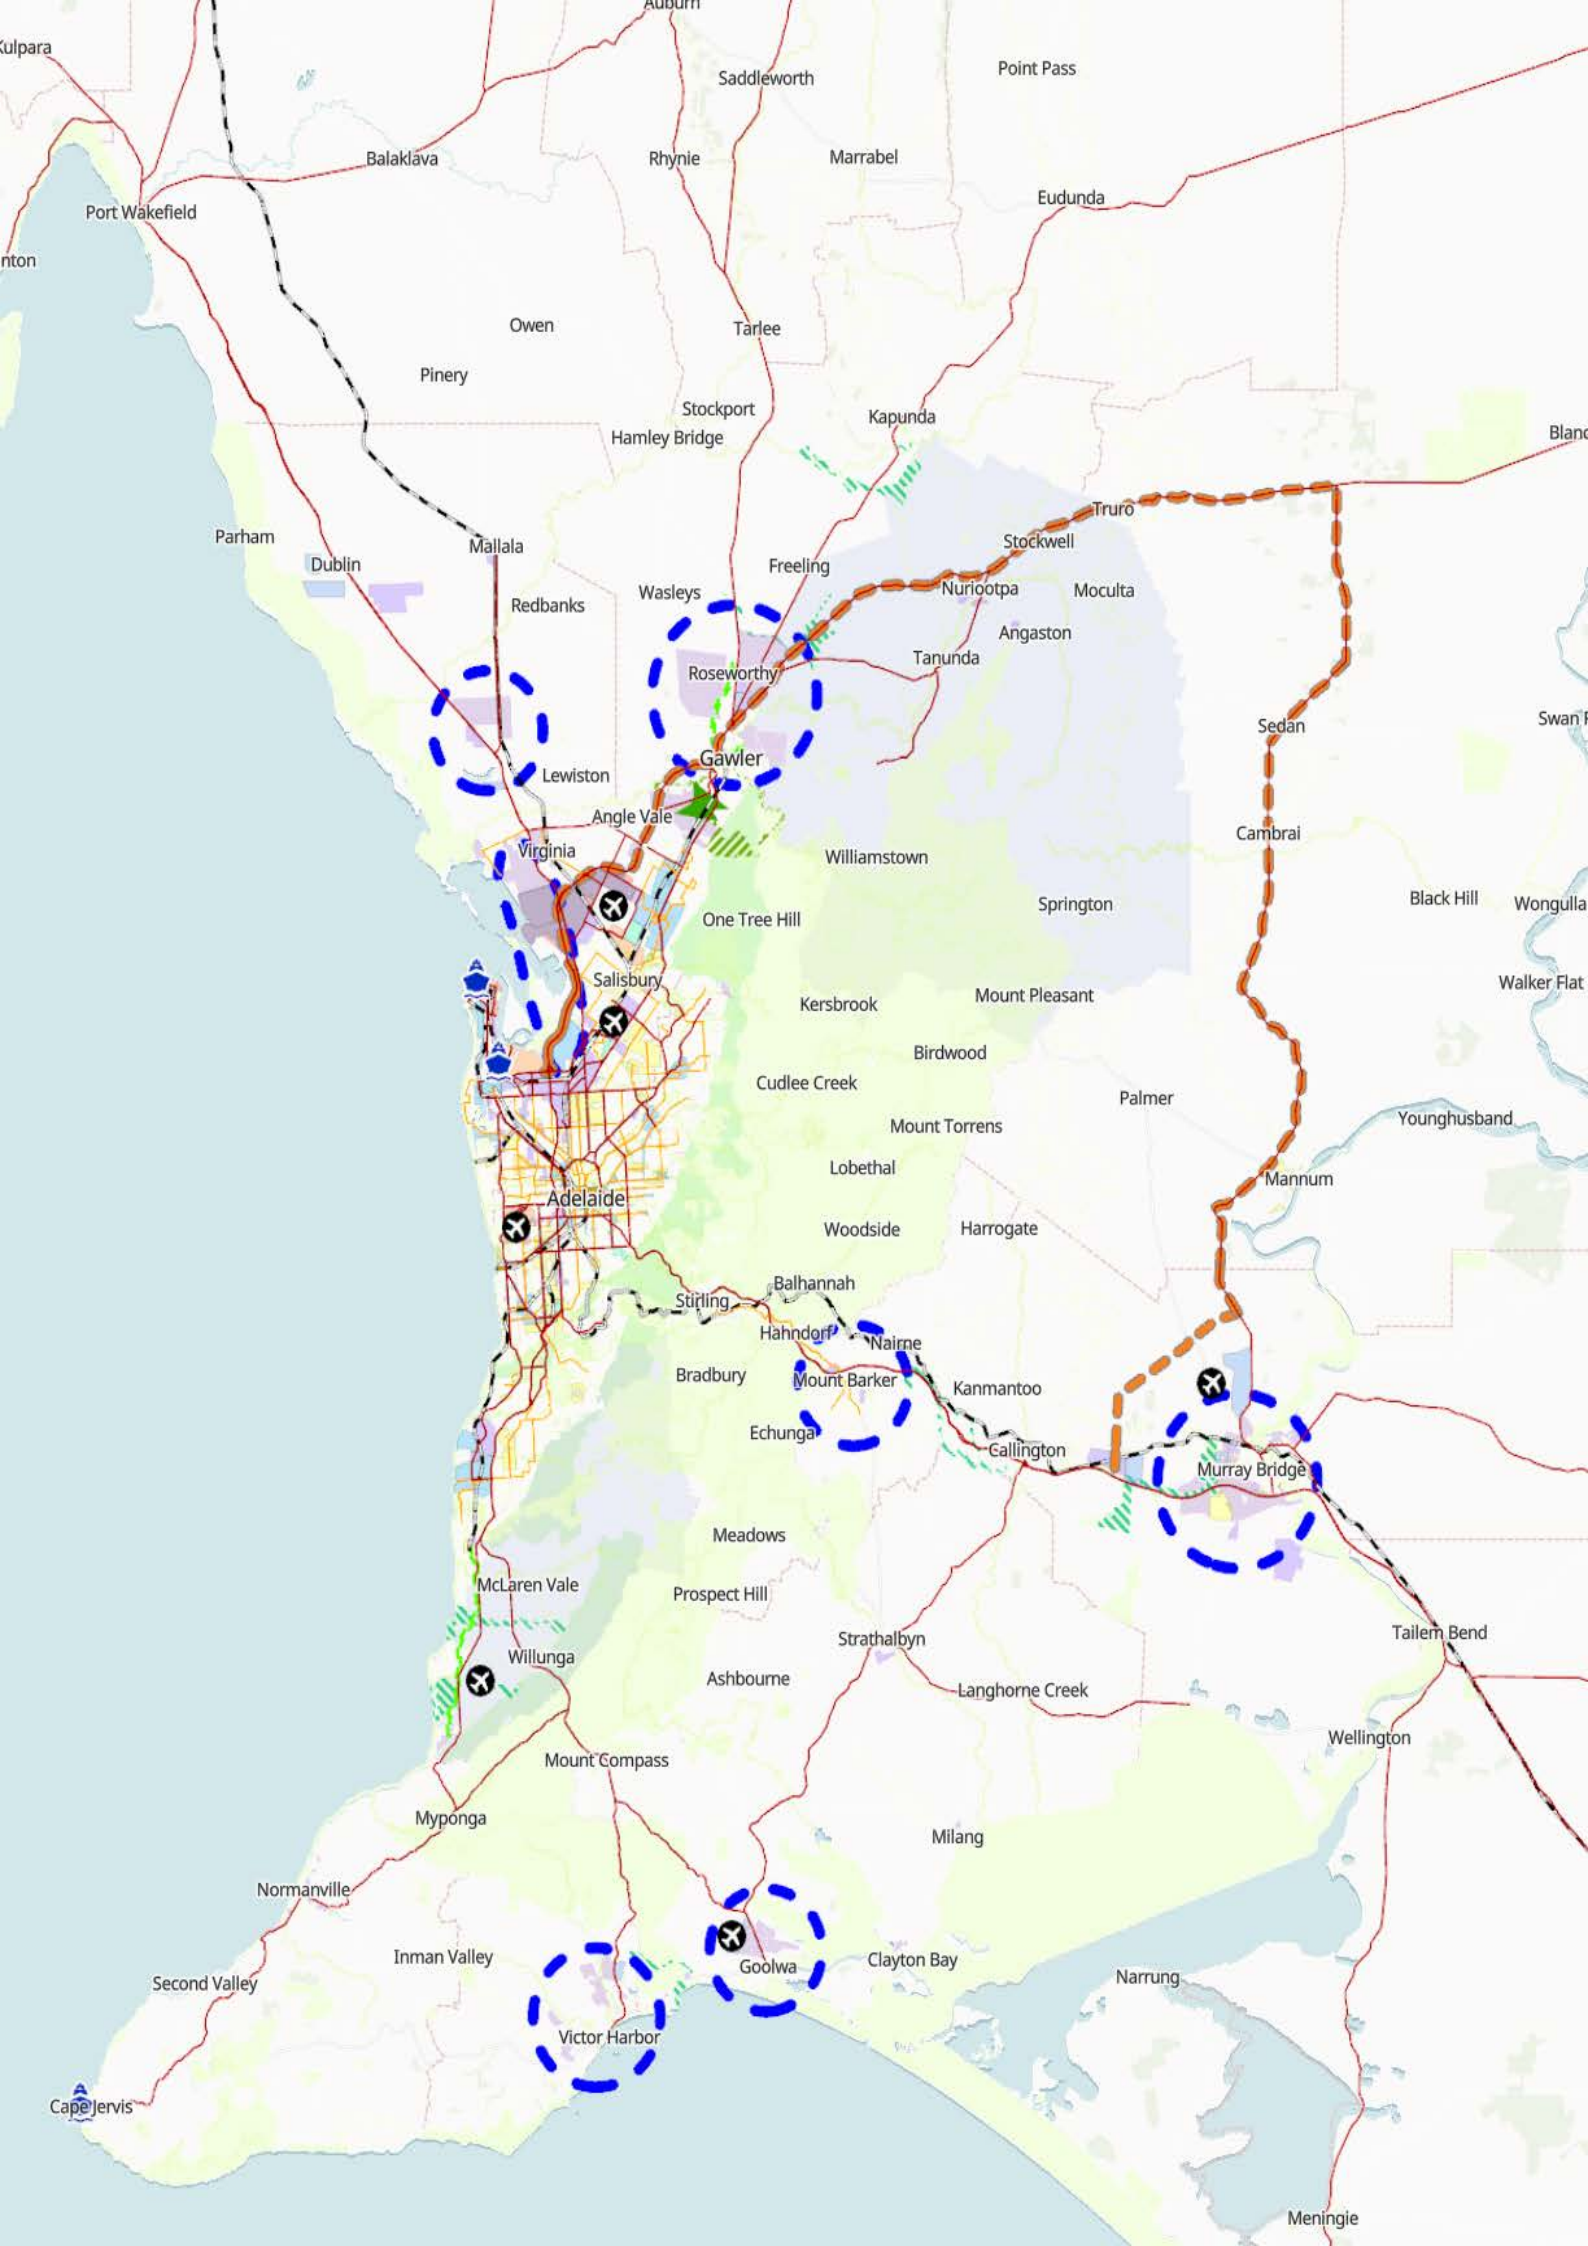 Auburn
Kulpara
Saddleworth
Point Pass
Balaklava
Rhynie
Marrabel
Eudunda
Port Wakefield
nton
Owen
Tarlee
Pinery
Stockport
Kapunda
Hamley Bridge
Blanc
Truro
Parham
Stockwell
Mallala
Dublin
Freeling
Nuriootpa
Moculta
Wasleys
Redbanks
Angaston
Tanunda
Roseworthy
Swan R
Sedan
Gawler
Lewiston
Angle Vale
Cambrai
Virginia
Williamstown
Black Hill
Springton
Wongulla
One Tree Hill
Salisbury
Walker Flat
Mount Pleasant
Kersbrook
Birdwood
Cudlee Creek
Palmer
Younghusband
Mount Torrens
Lobethal
Mannum
Adelaide
Woodside
Harrogate
Balhannah
Stirling
Hahndorf
Nairne
Bradbury
Mount Barker
Kanmantoo
Echunga
Callington
Murray Bridge
Meadows
McLaren Vale
Prospect Hill
Tailem Bend
Strathalbyn
Willunga
Ashbourne
Langhorne Creek
Wellington
Mount Compass
Myponga
Milang
Normanville
Inman Valley
Clayton Bay
Goolwa
Narrung
Second Valley
Victor Harbor
Cape Jervis
Meningie